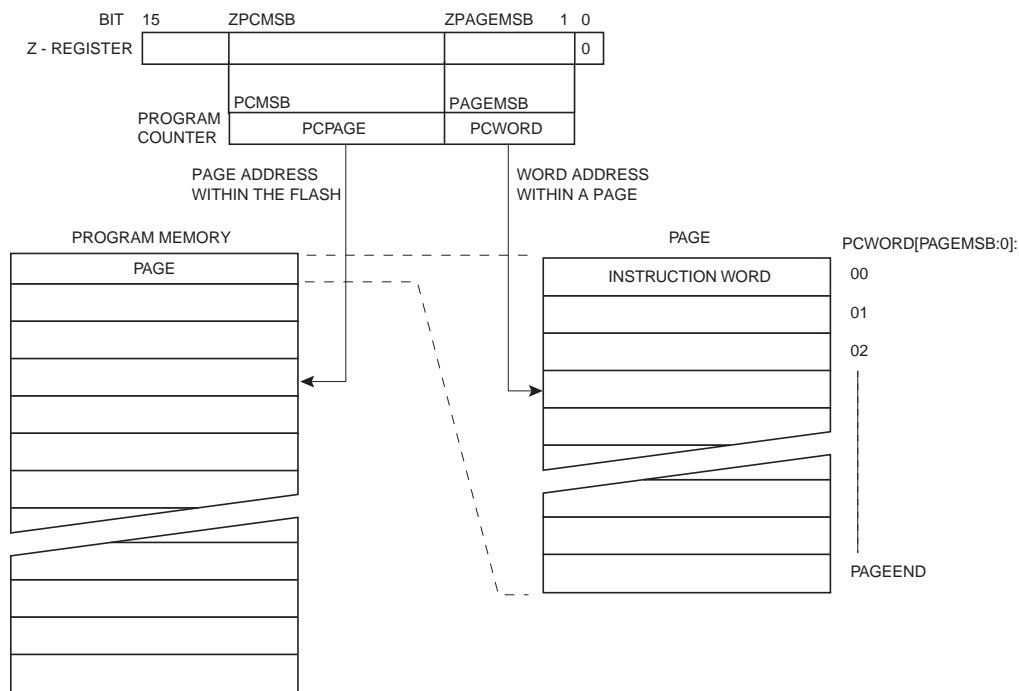 BIT 15 ZPCMSB ZPAGEMSB 1 0
Z - REGISTER 0
PCMSB PAGEMSB
PROGRAM
COUNTER
PCPAGE PCWORD
PAGE ADDRESS
WITHIN THE FLASH
WORD ADDRESS
WITHIN A PAGE
PROGRAM MEMORY
PAGE
PAGE
PCWORD[PAGEMSB:0]:
INSTRUCTION WORD
00
01
02
PAGEEND